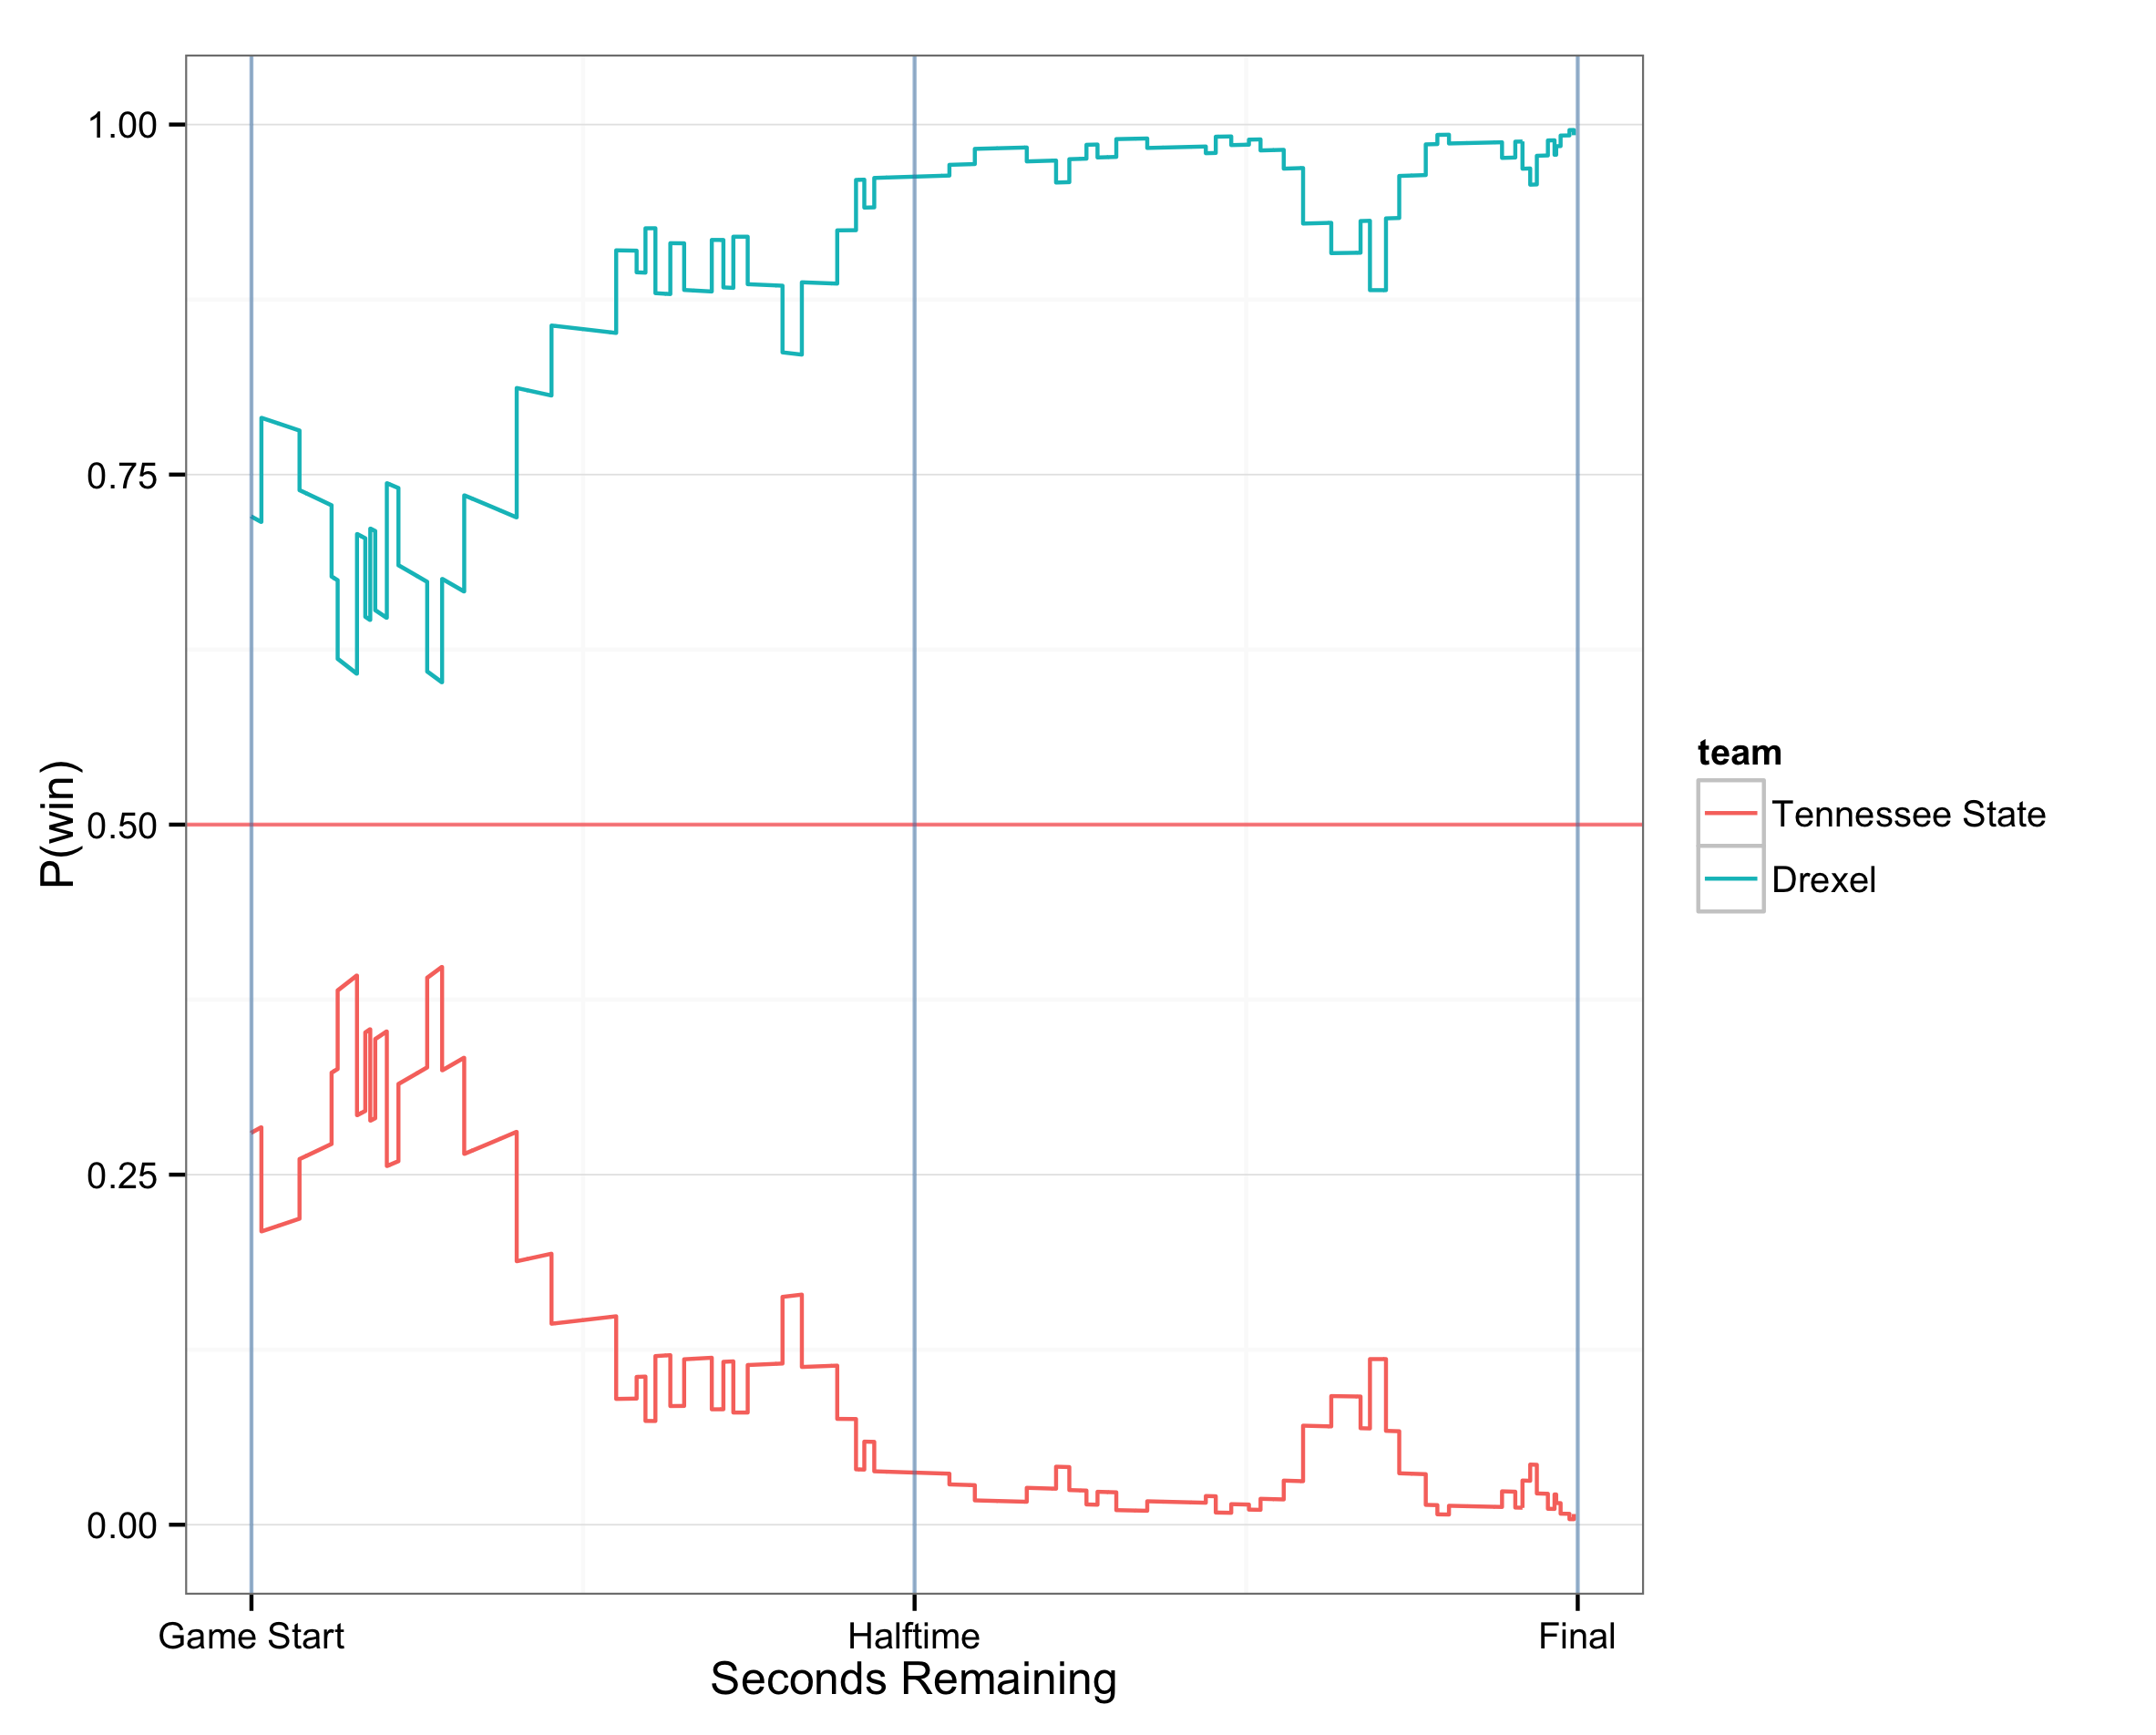 1.00
0.75
0.50
0.25
0.00
P(win)
Game Start
Halftime
Final
Seconds Remaining
team
Tennessee State
Drexel